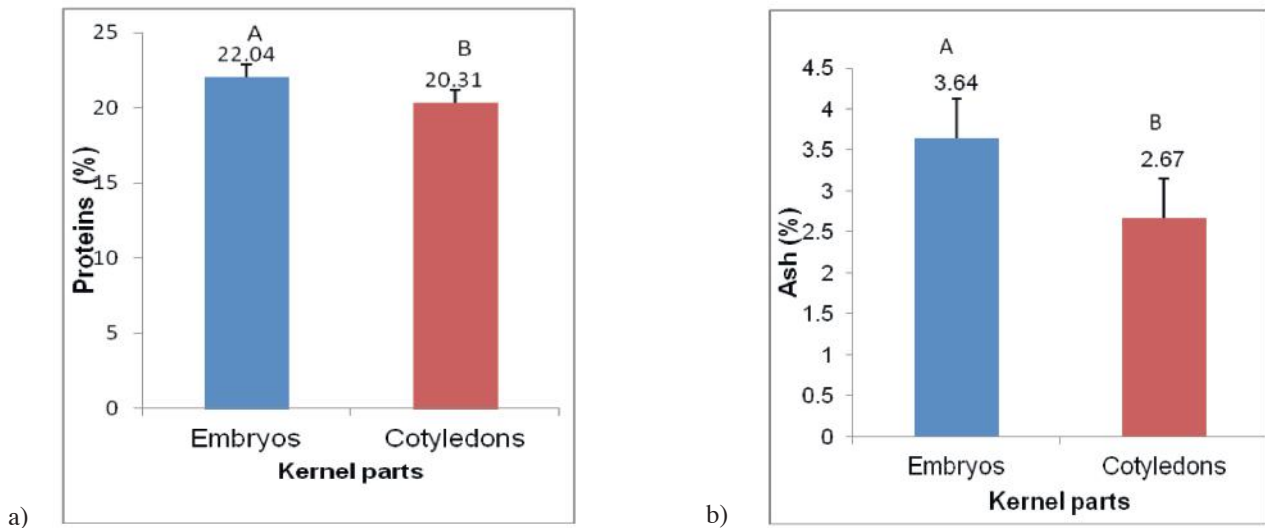 25
20
15
10
5
0
Proteins (%)
A
22.04
B
20.31
Embryos
Cotyledons
Kernel parts
a)
4.5
4
3.5
3
2.5
2
1.5
1
0.5
0
Ash (%)
A
3.64
B
2.67
Embryos
Cotyledons
Kernel parts
b)